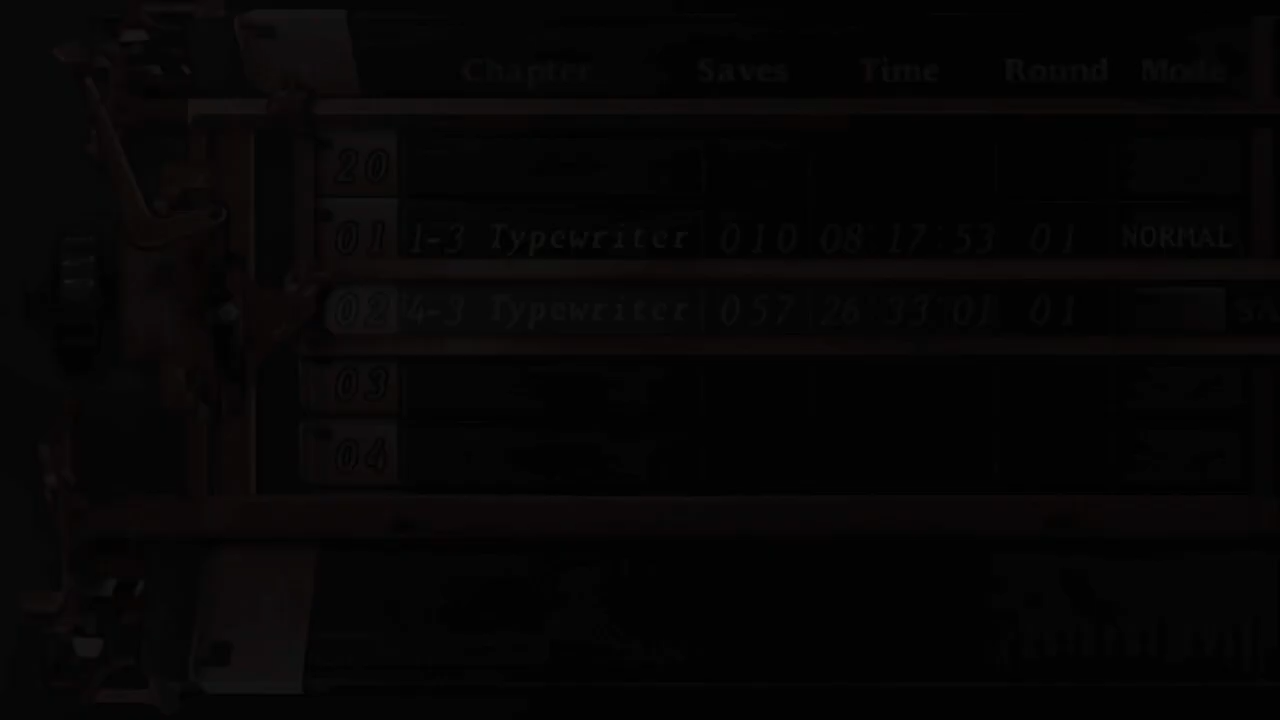 Chapter Saves Time Round Mode
20
01 1-3 Typewriter 010 08:17:53 01 NORMAL
02 4-3 Typewriter 057 26:33:01 01
03
04